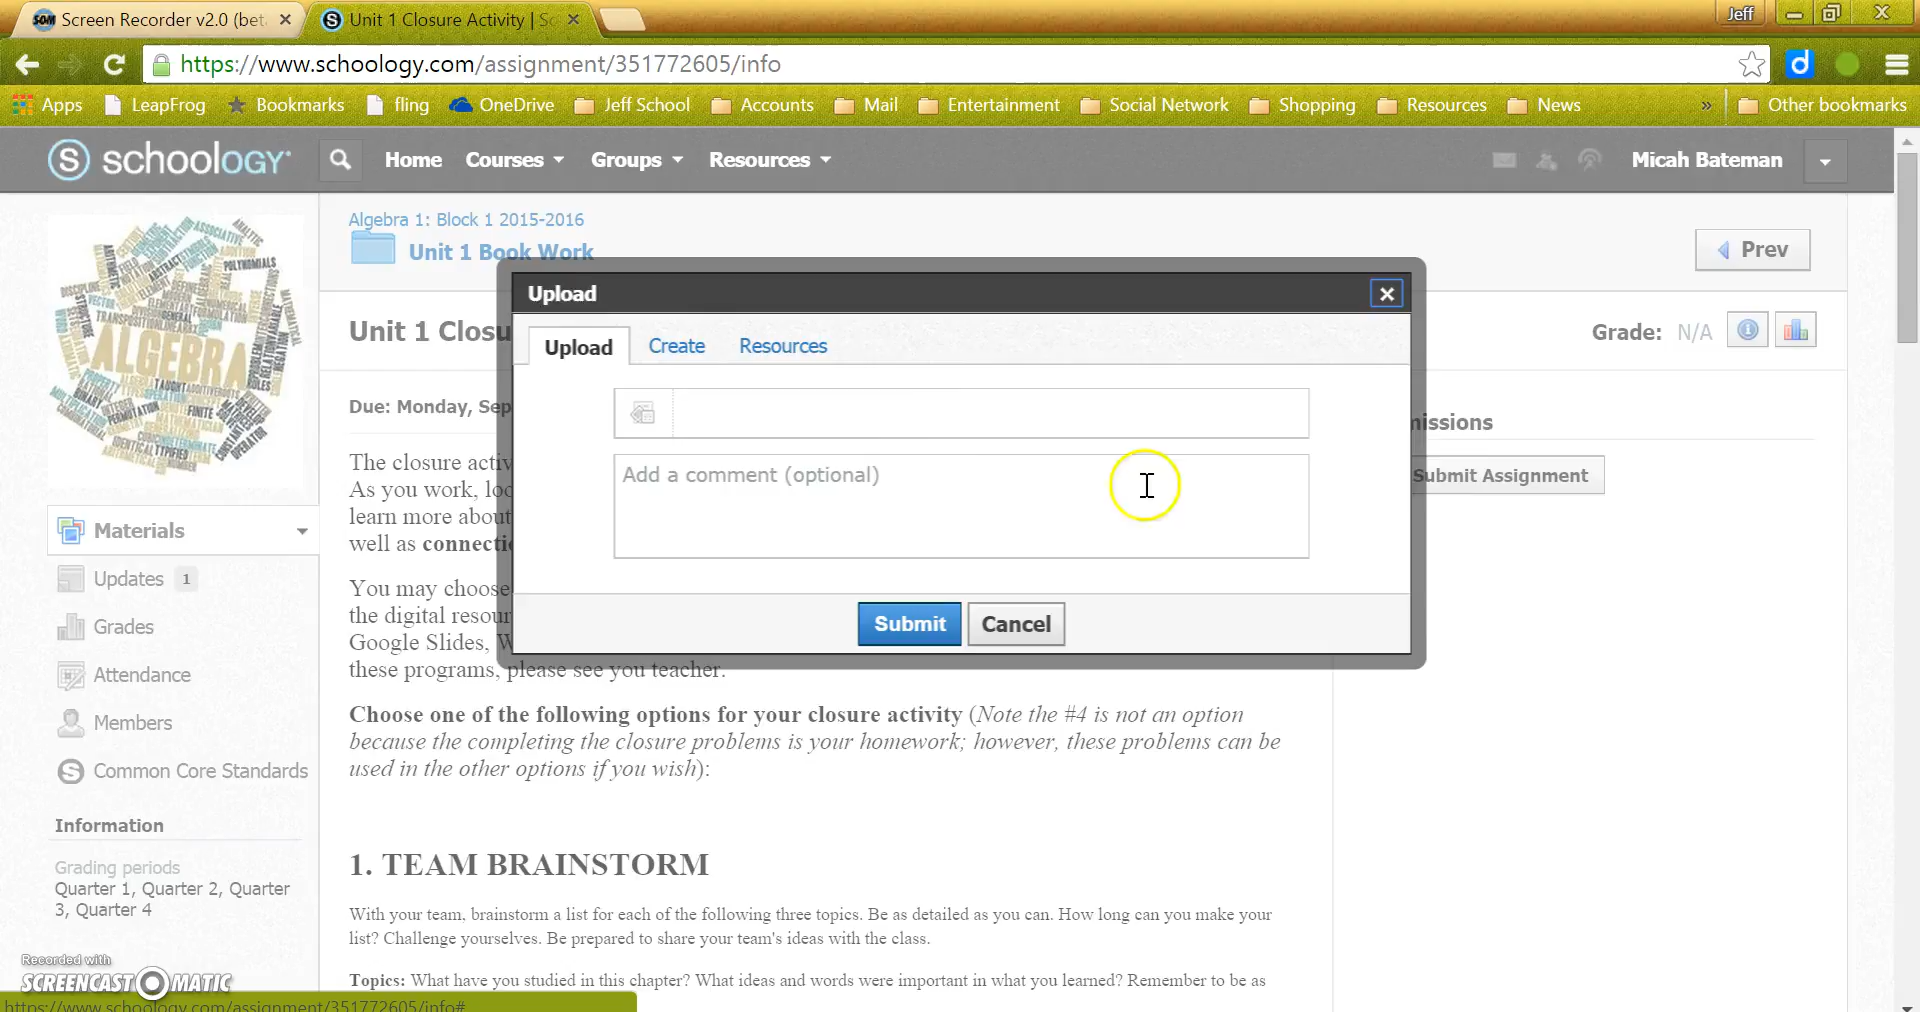 Screen Recorder v2.0 (bet
Unit 1 Closure Activity | Sc
Jeff
https://www.schoology.com/assignment/351772605/info
Apps LeapFrog Bookmarks fling OneDrive Jeff School Accounts Mail Entertainment Social Network Shopping Resources News » Other bookmarks
S schoology Home Courses Groups Resources Micah Bateman
Algebra 1: Block 1 2015-2016
Unit 1 Book Work
Prev
Upload
Unit 1 Closu
Grade: N/A
Upload Create Resources
Due: Monday, Sep
missions
The closure activ
Add a comment (optional)
Submit Assignment
As you work, loo
learn more about
well as connectio
You may choose
the digital resour
Google Slides, W
Submit Cancel
these programs, please see you teacher.
Choose one of the following options for your closure activity (Note the #4 is not an option
because the completing the closure problems is your homework; however, these problems can be
used in the other options if you wish):
1. TEAM BRAINSTORM
With your team, brainstorm a list for each of the following three topics. Be as detailed as you can. How long can you make your
list? Challenge yourselves. Be prepared to share your team's ideas with the class.
Topics: What have you studied in this chapter? What ideas and words were important in what you learned? Remember to be as
ALGEBRA
POLYNOMIALS
ASSOCIATIVE
Materials
Updates 1
Grades
Attendance
Members
Common Core Standards
Information
Grading periods
Quarter 1, Quarter 2, Quarter
3, Quarter 4
Recorded with
SCREENCAST MATIC
https://www.schoology.com/assignment/351772605/info#